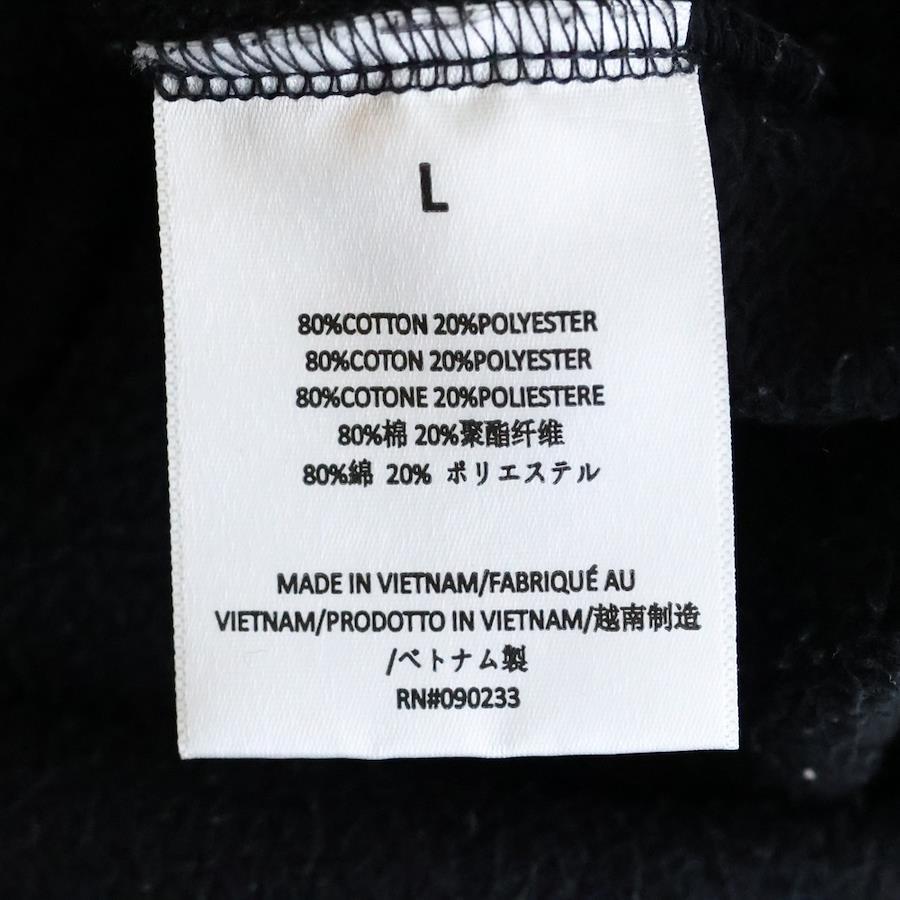 L
80%COTTON 20%POLYESTER
80%COTON 20%POLYESTER
80%COTONE 20%POLIESTERE
80%棉 20%聚酯纤维
80%綿 20% ポリエステル
MADE IN VIETNAM/FABRIQUÉ AU
VIETNAM/PRODOTTO IN VIETNAM/越南制造
/ベトナム製
RN#090233